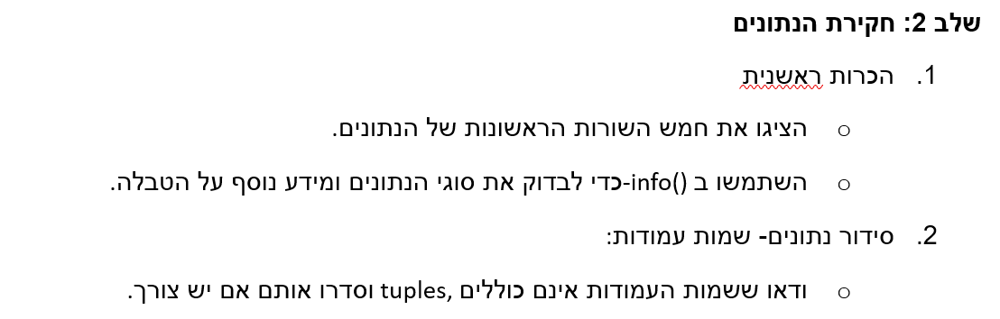 שלב 2: חקירת הנתונים
1. הכרות ראשנית
○ הציגו את חמש השורות הראשונות של הנתונים.
○ השתמשו ב info()-כדי לבדוק את סוגי הנתונים ומידע נוסף על הטבלה.
2. סידור נתונים- שמות עמודות:
○ ודאו ששמות העמודות אינם כוללים tuples, וסדרו אותם אם יש צורך.